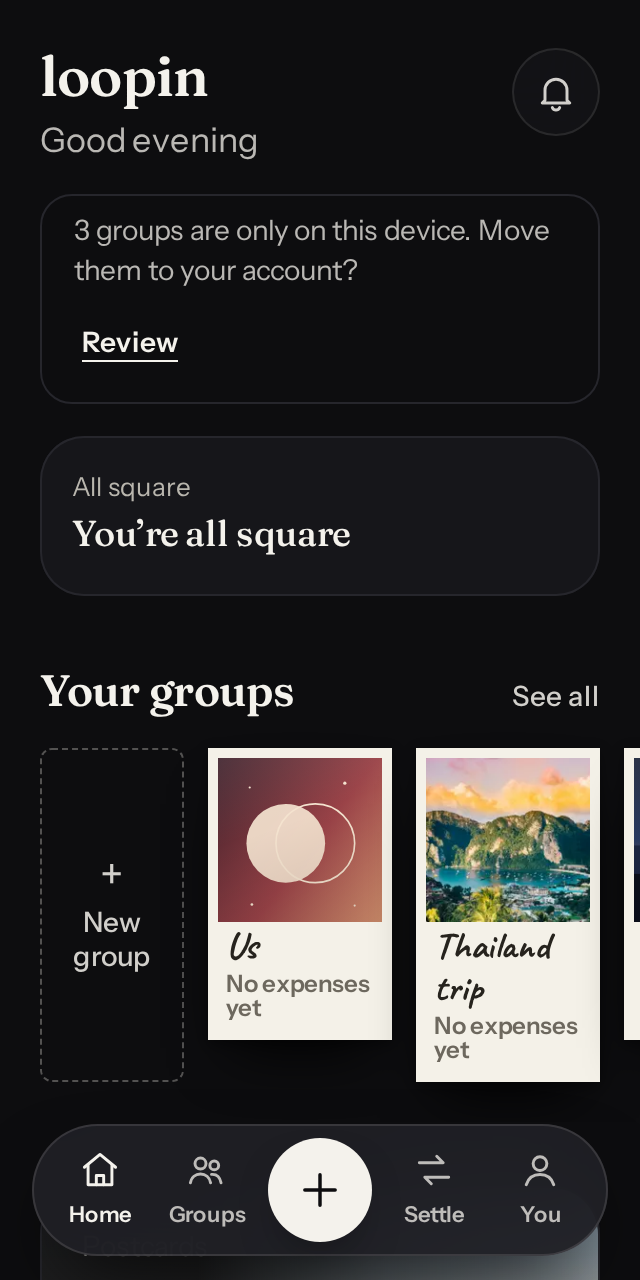 loopin
Good evening
3 groups are only on this device. Move
them to your account?
Review
All square
You’re all square
Your groups
See all
+
New
group
Us
No expenses
yet
Thailand
trip
No expenses
yet
Home
Groups
Settle
You